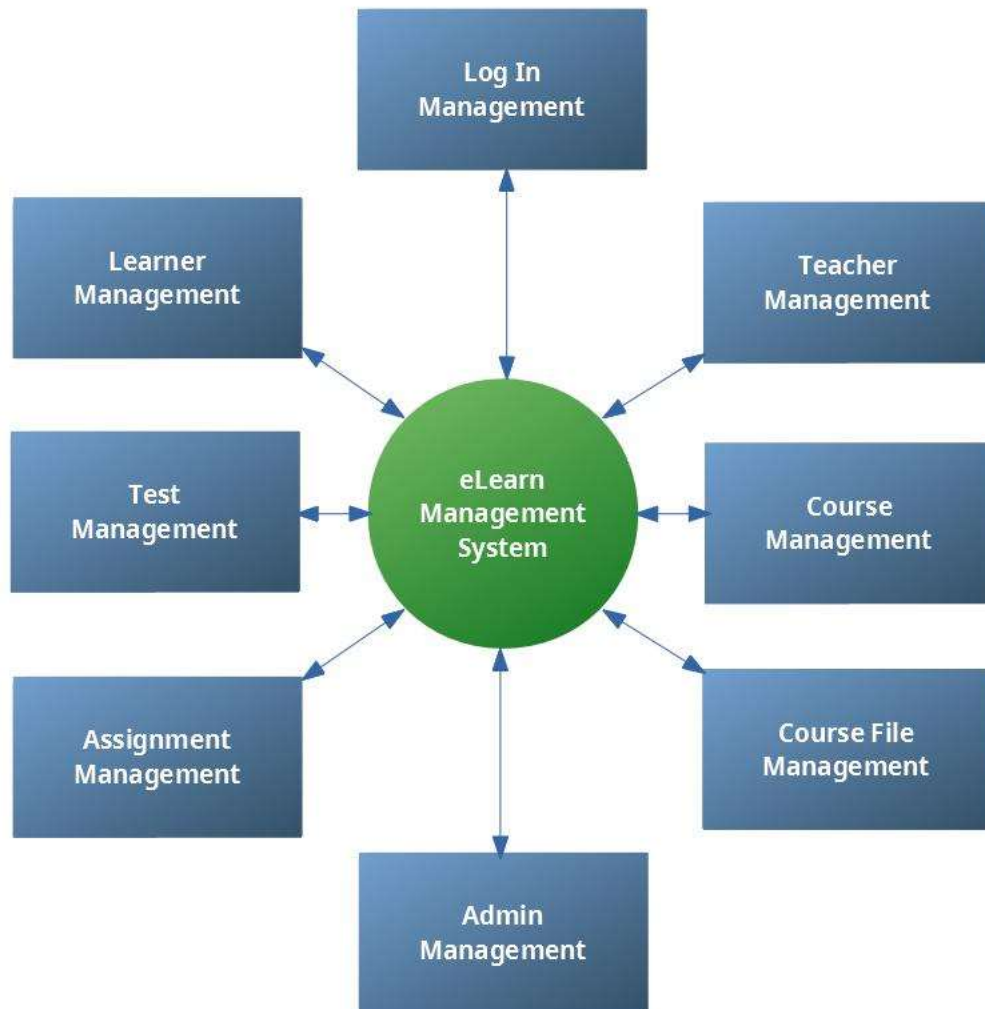 Log In
Management
Learner
Management
Teacher
Management
Test
Management
eLearn
Management
System
Course
Management
Assignment
Management
Course File
Management
Admin
Management